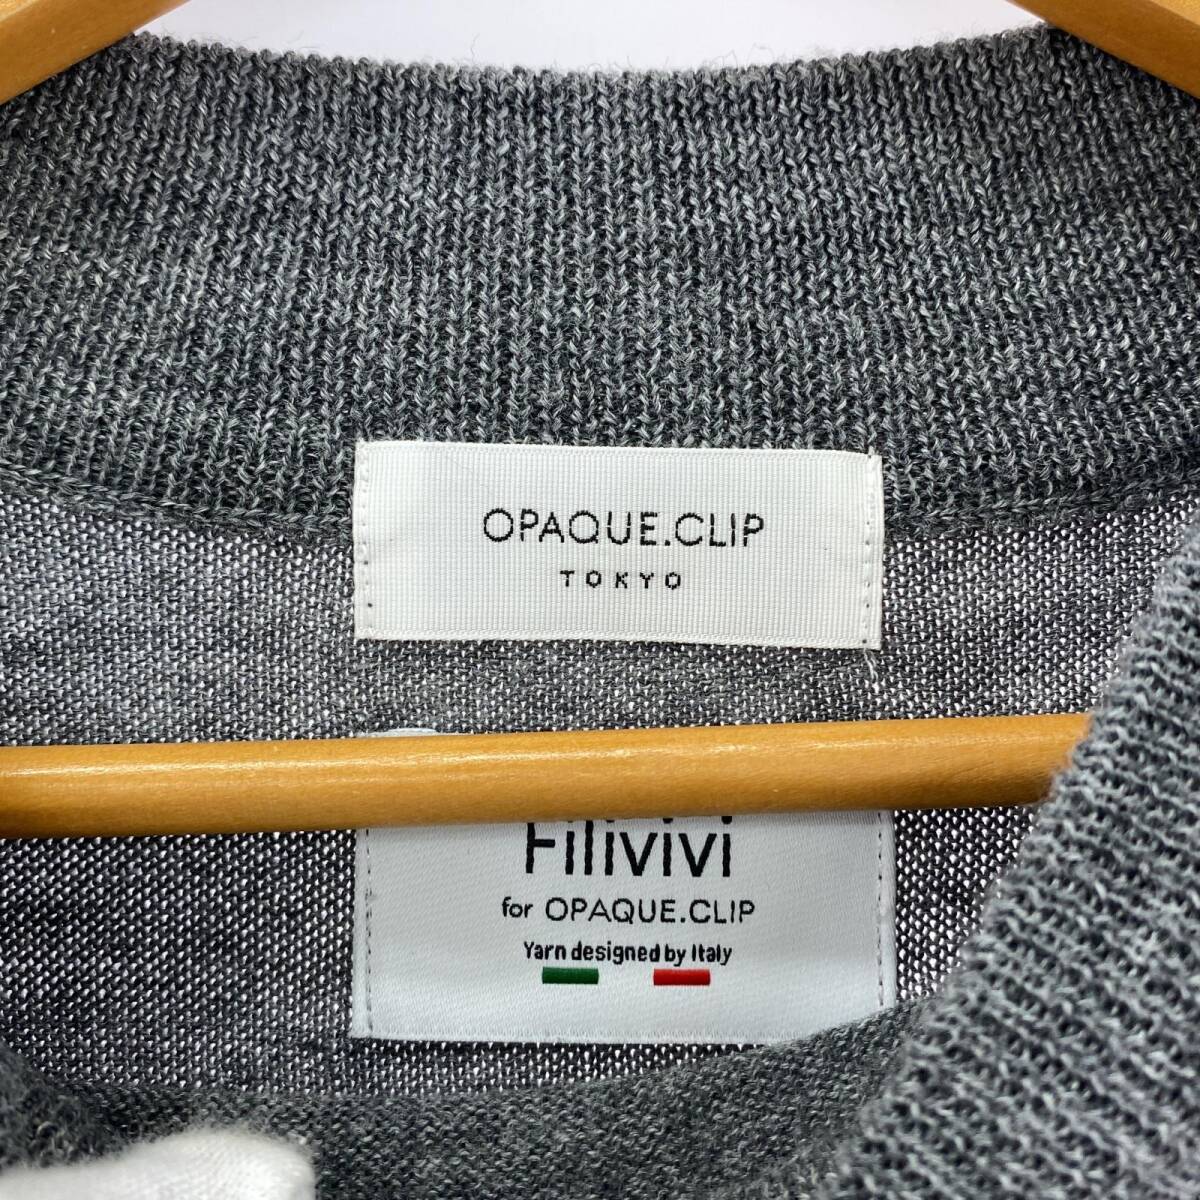 OPAQUE.CLIP
TOKYO
Filivivi
for OPAQUE.CLIP
Yarn designed by Italy